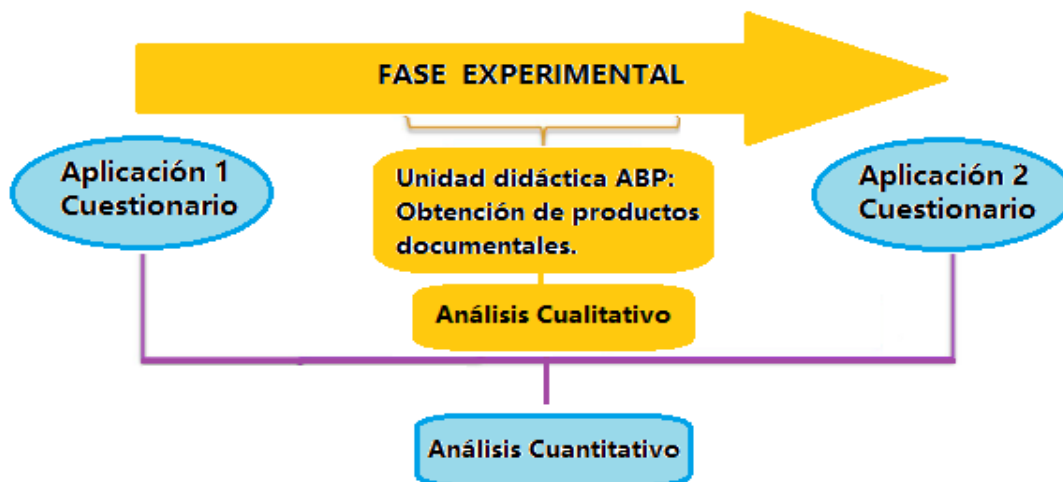 FASE EXPERIMENTAL
Aplicación 1
Cuestionario
Unidad didáctica ABP:
Obtención de productos
documentales.
Aplicación 2
Cuestionario
Análisis Cualitativo
Análisis Cuantitativo